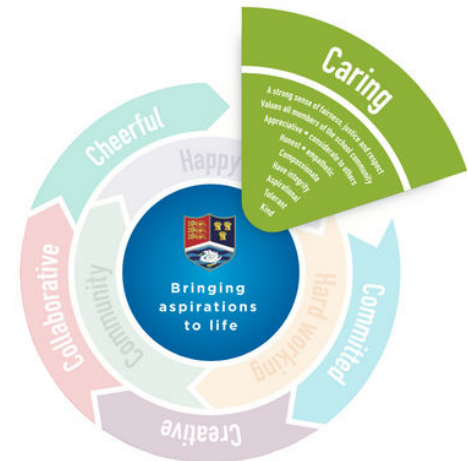 Caring
A strong sense of fairness, justice and respect
Values all members of the school community
Appreciative • considerate to others
Honest • empathetic
Compassionate
Have integrity
Aspirational
Tolerant
Kind
Cheerful
Happy
Collaborative
Community
Bringing
aspirations
to life
Hard working
Committed
Creative